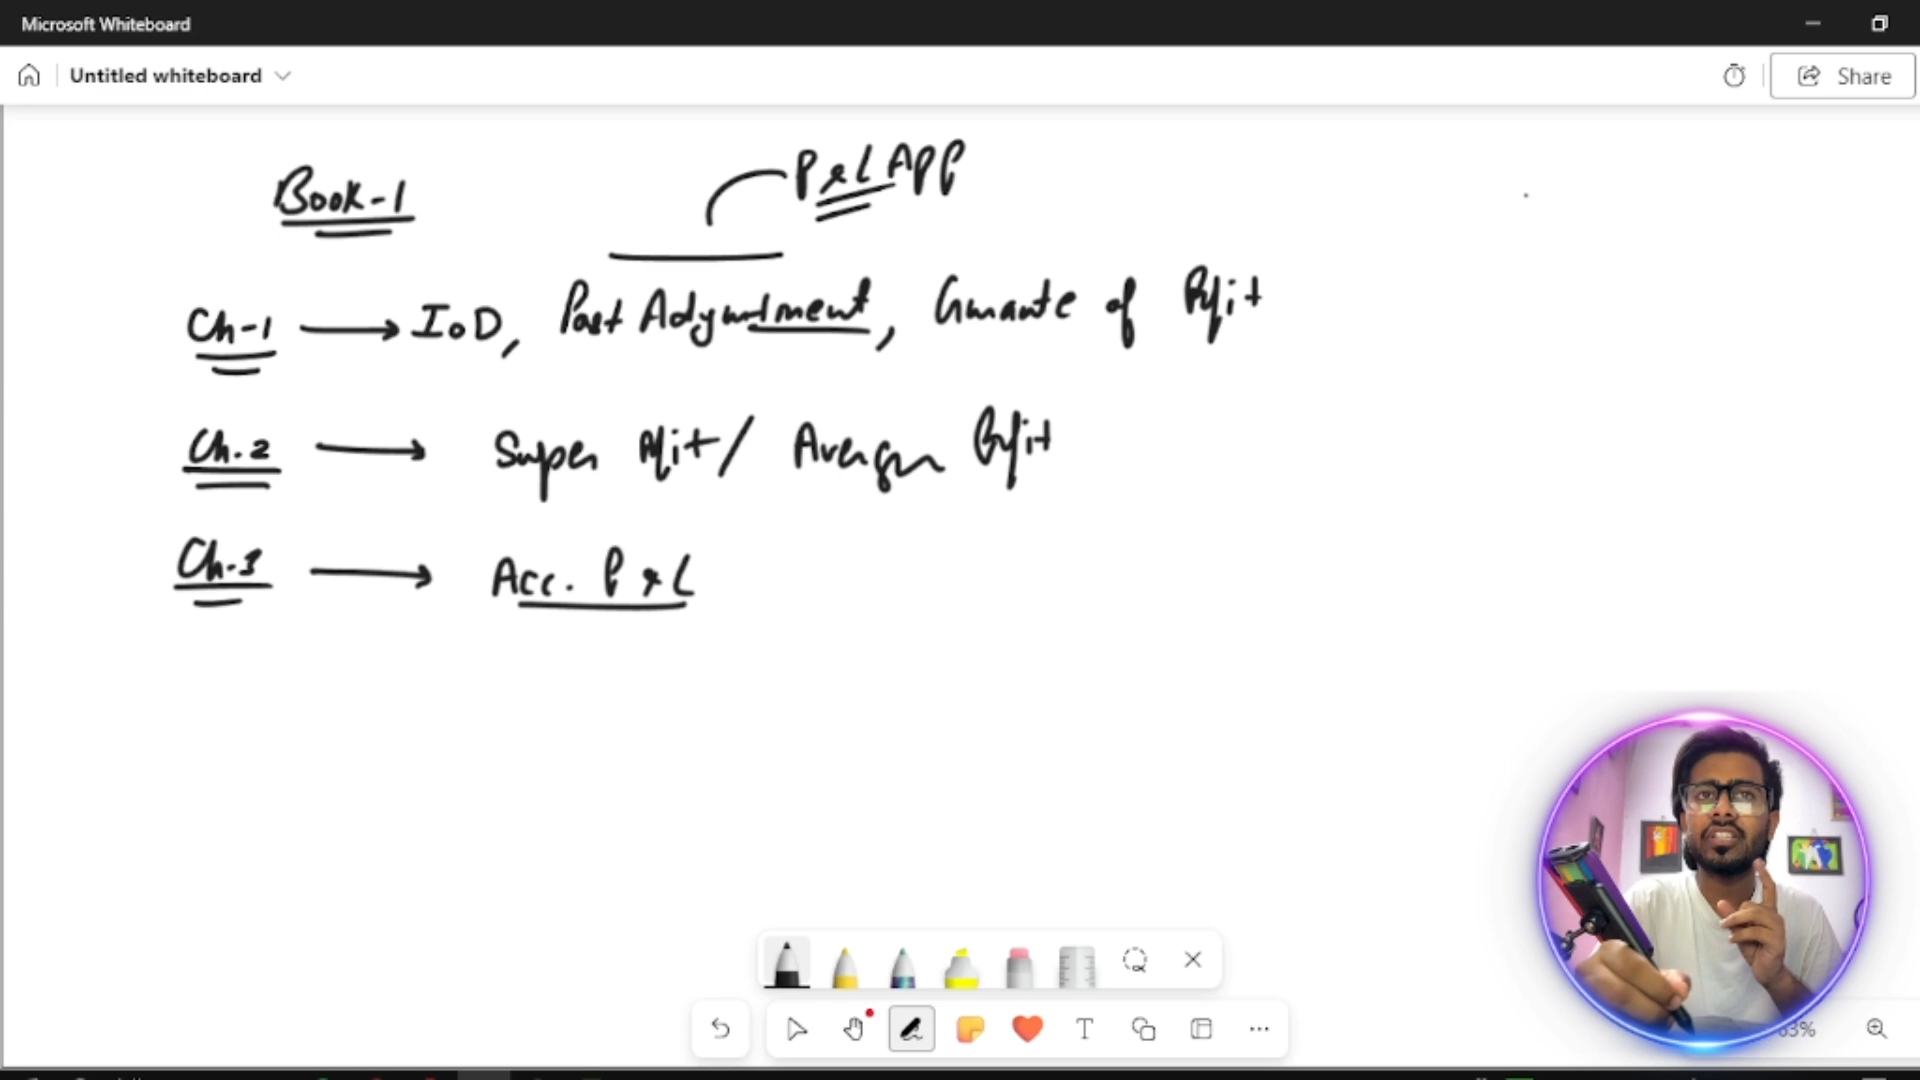 Microsoft Whiteboard
Untitled whiteboard
Share
Book-1
P&L APP
Ch-1 → IOD, Past Adjustment, Guarante of Profit
Ch.2 → Super Profit / Average Profit
Ch-3 → Acc. P & L
T